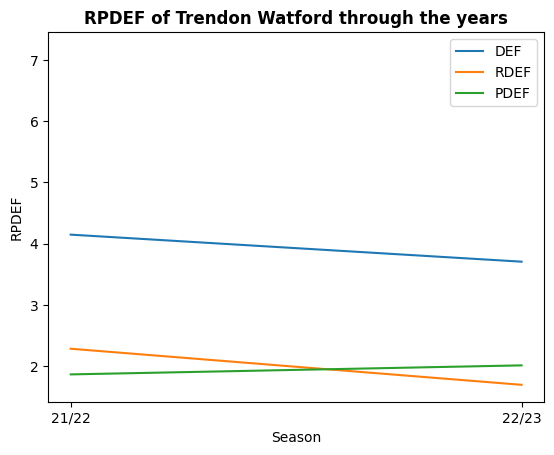 RPDEF of Trendon Watford through the years
DEF
RDEF
PDEF
7
6
5
4
3
2
RPDEF
21/22
22/23
Season